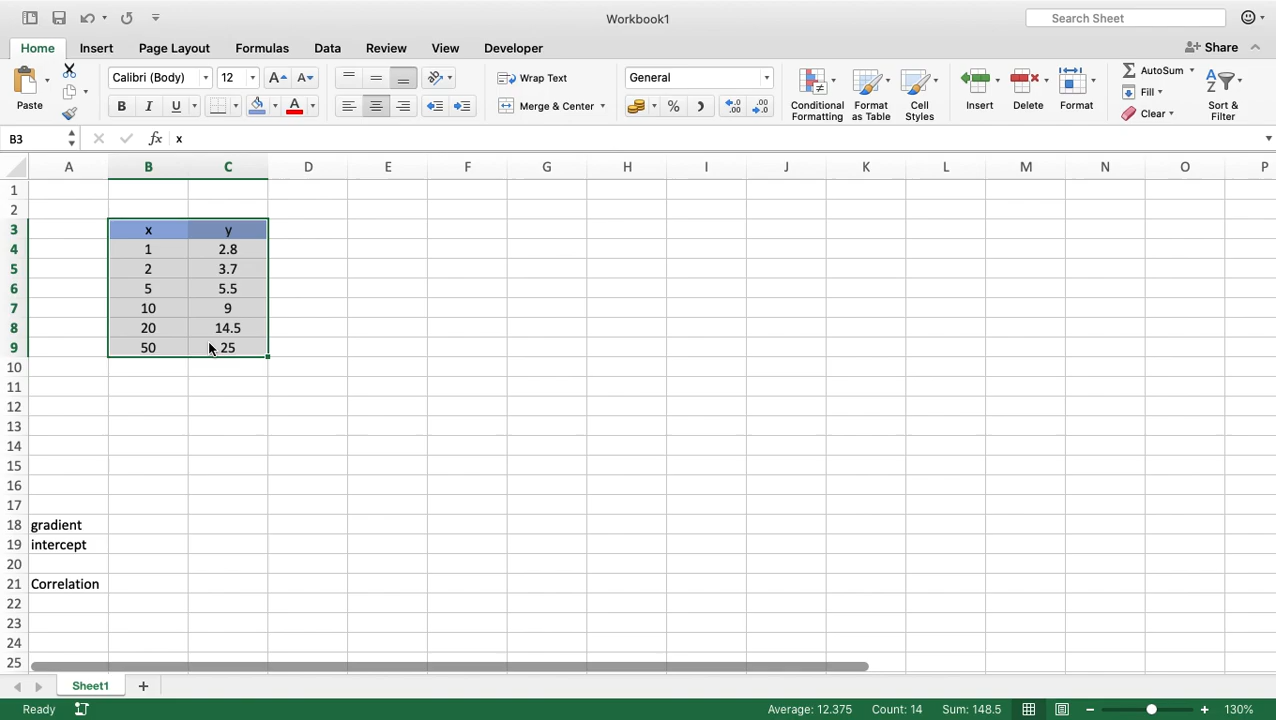 Workbook1
Search Sheet
Home Insert Page Layout Formulas Data Review View Developer
Share
Paste
Calibri (Body) 12
A A
B I U A
Wrap Text
Merge & Center
General
%
Conditional Formatting
Format as Table
Cell Styles
Insert
Delete
Format
AutoSum
Fill
Clear
Sort & Filter
B3 fx x
A B C D E F G H I J K L M N O P
1
2
3 x y
4 1 2.8
5 2 3.7
6 5 5.5
7 10 9
8 20 14.5
9 50 25
10
11
12
13
14
15
16
17
18 gradient
19 intercept
20
21 Correlation
22
23
24
25
Sheet1
Ready Average: 12.375 Count: 14 Sum: 148.5 130%